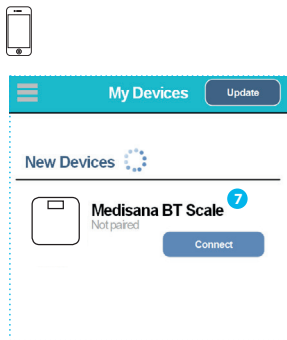 My Devices
Update
New Devices
Medisana BT Scale
7
Not paired
Connect